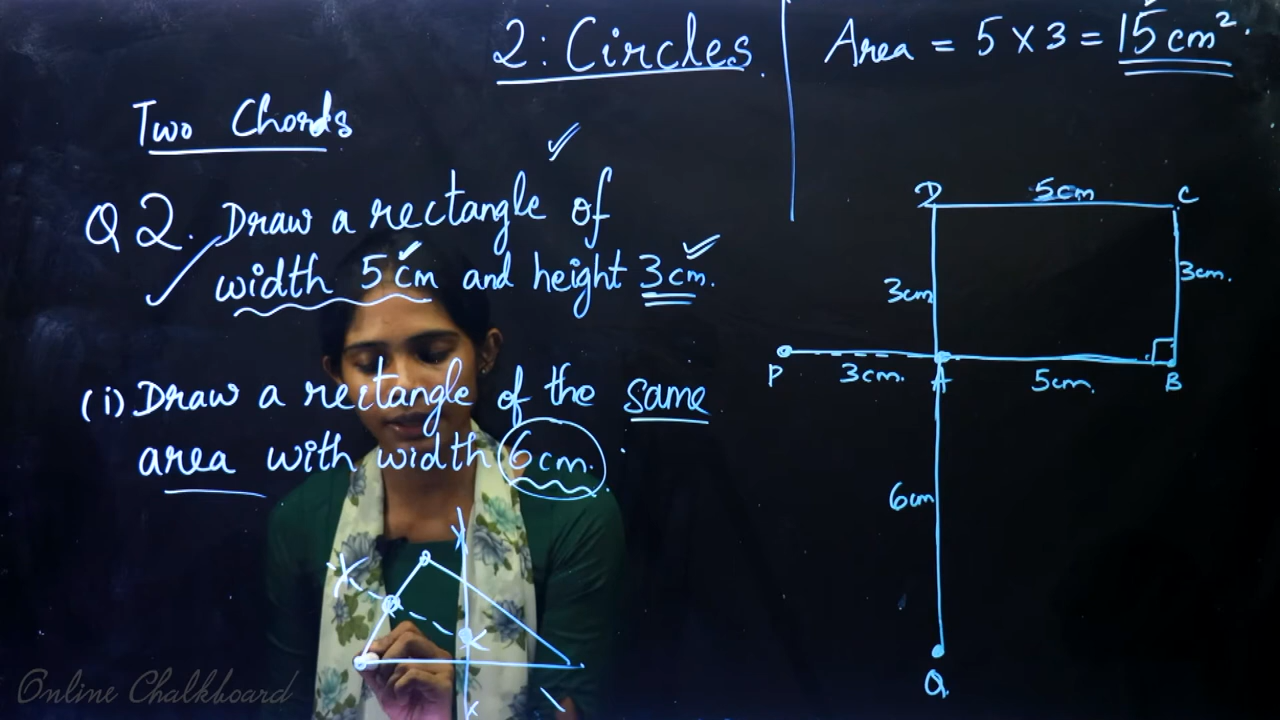 2: Circles.
Area = 5 × 3 = 15 cm².
Two Chords
Q 2. Draw a rectangle of
width 5 cm and height 3 cm.
(i) Draw a rectangle of the same
area with width 6 cm.
D 5cm C
3cm 3cm.
P 3cm. A 5cm. B
6cm
Q.
Online Chalkboard